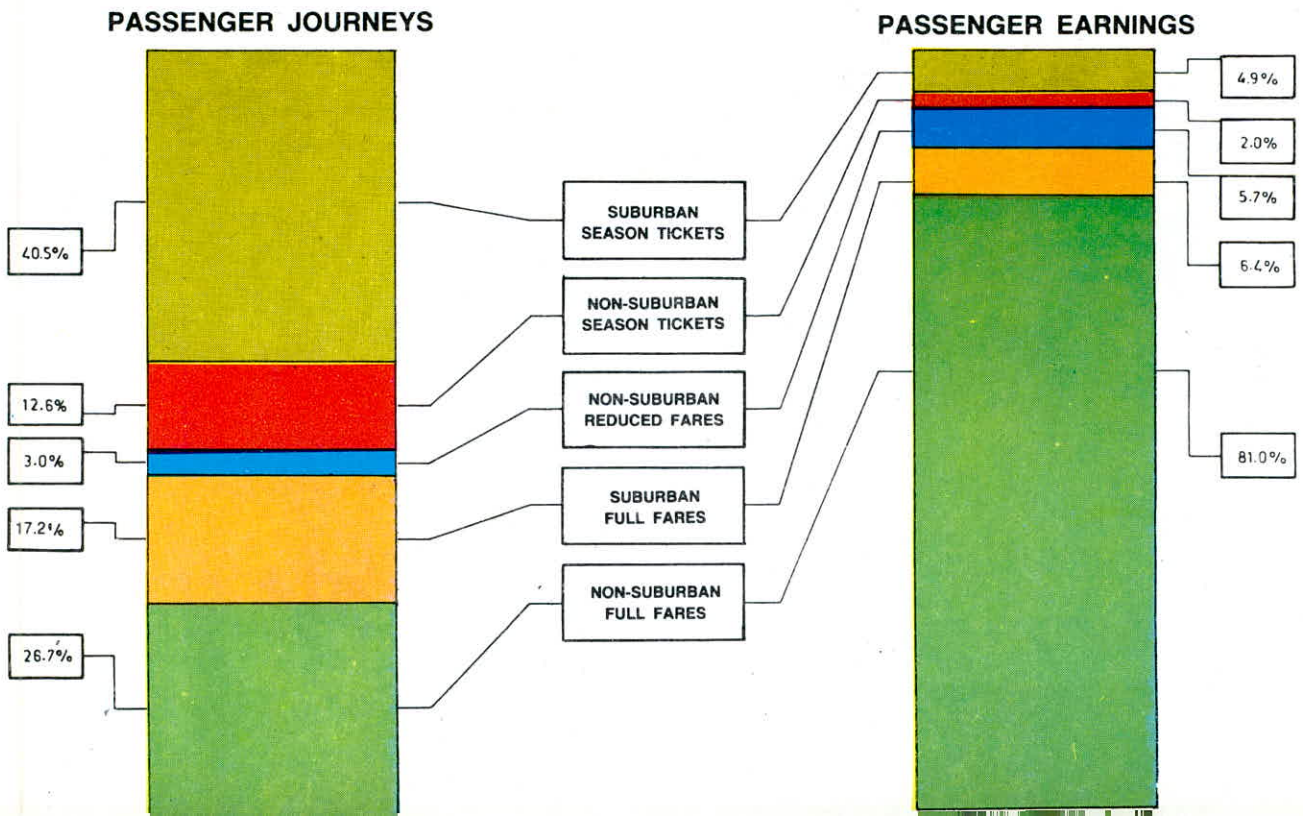 PASSENGER JOURNEYS
PASSENGER EARNINGS
40.5%
12.6%
3.0%
17.2%
26.7%
SUBURBAN
SEASON TICKETS
NON-SUBURBAN
SEASON TICKETS
NON-SUBURBAN
REDUCED FARES
SUBURBAN
FULL FARES
NON-SUBURBAN
FULL FARES
4.9%
2.0%
5.7%
6.4%
81.0%